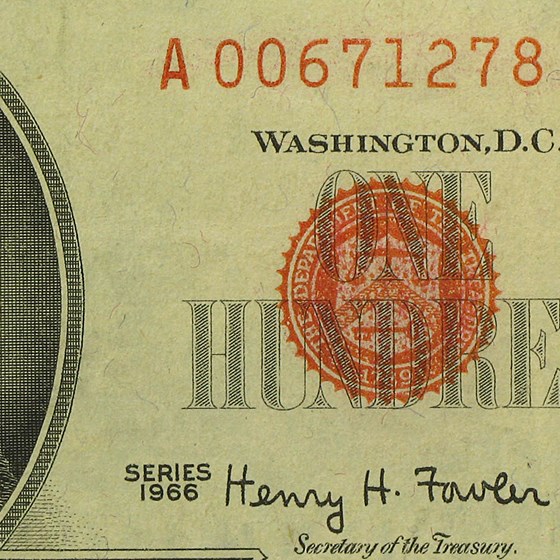 A 00671278
WASHINGTON, D.C.
ONE
HUNDRE
SERIES
1966
Henry H. Fowler
Secretary of the Treasury.